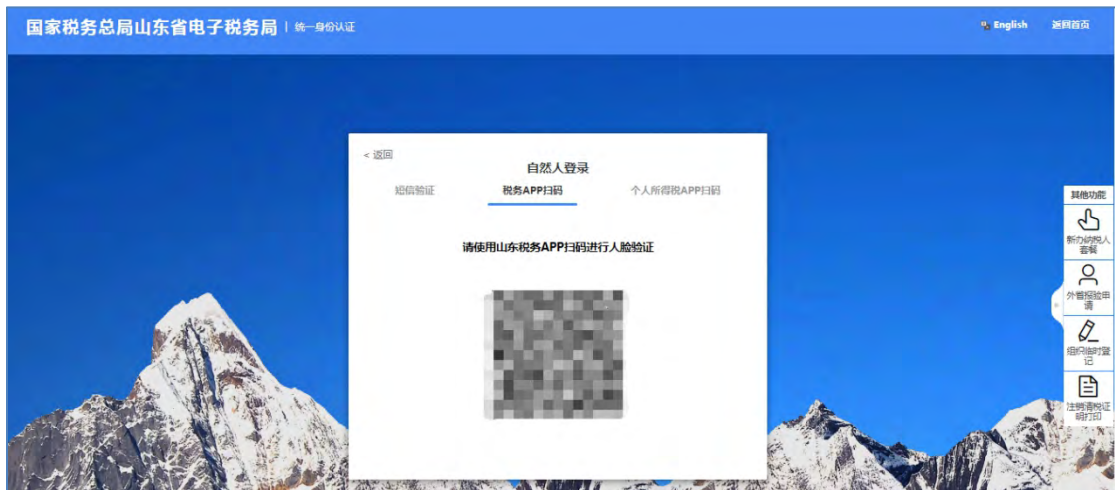 国家税务总局山东省电子税务局 | 统一身份认证
English 返回首页
< 返回
自然人登录
短信验证 税务APP扫码 个人所得税APP扫码
请使用山东税务APP扫码进行人脸验证
其他功能
新办纳税人
套餐
外管报验申
请
组织临时登
记
注销清税证
明打印